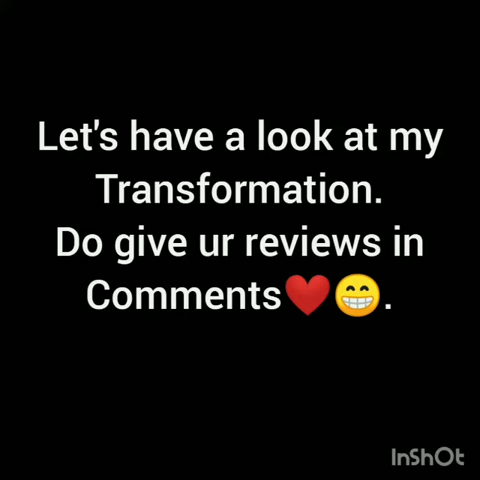 Let's have a look at my
Transformation.
Do give ur reviews in
Comments❤️😁.
InShOt